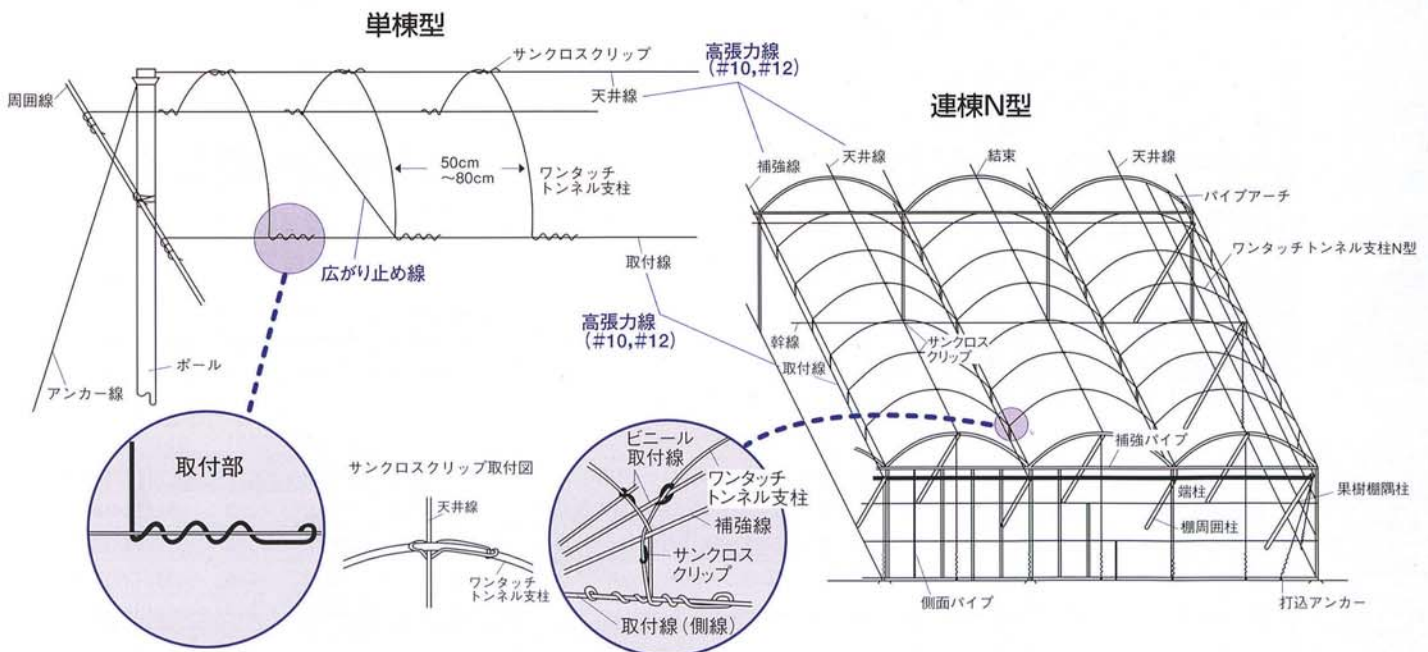 単棟型
サンクロスクリップ
高張力線
(#10,#12)
周囲線
天井線
50cm
～80cm
ワンタッチ
トンネル支柱
広がり止め線
取付線
高張力線
(#10,#12)
アンカー線
ポール
取付部
サンクロスクリップ取付図
天井線
ワンタッチ
トンネル支柱
ビニール
取付線
ワンタッチ
トンネル支柱
補強線
サンクロス
クリップ
取付線(側線)
連棟N型
補強線
天井線
結束
天井線
パイプアーチ
ワンタッチトンネル支柱N型
幹線
サンクロス
クリップ
取付線
補強パイプ
端柱
果樹棚隅柱
棚周囲柱
側面パイプ
打込アンカー